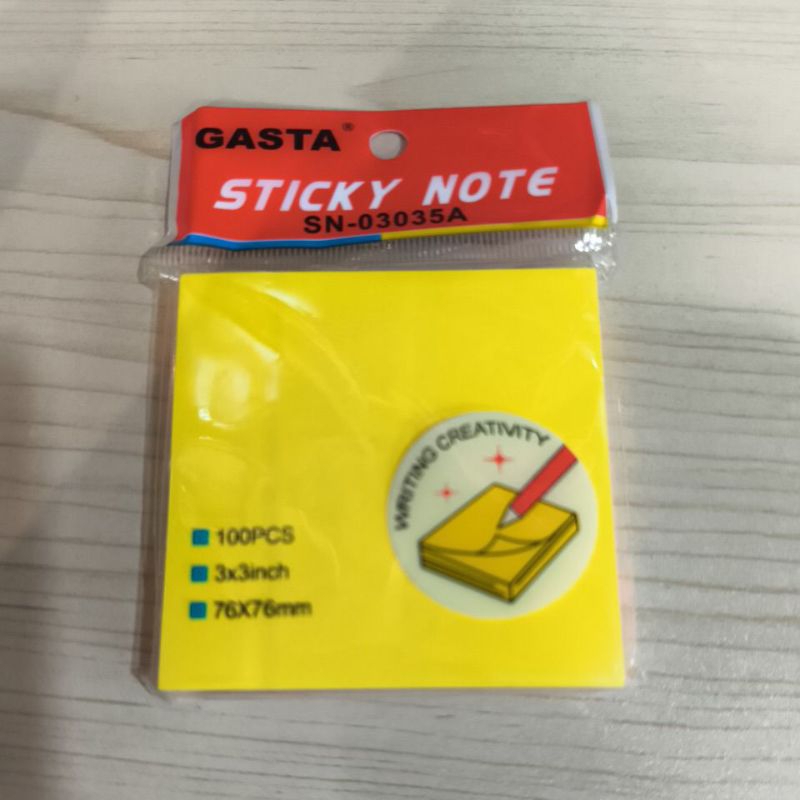 GASTA®
STICKY NOTE
SN-03035A
WRITING CREATIVITY
100PCS
3x3inch
76X76mm